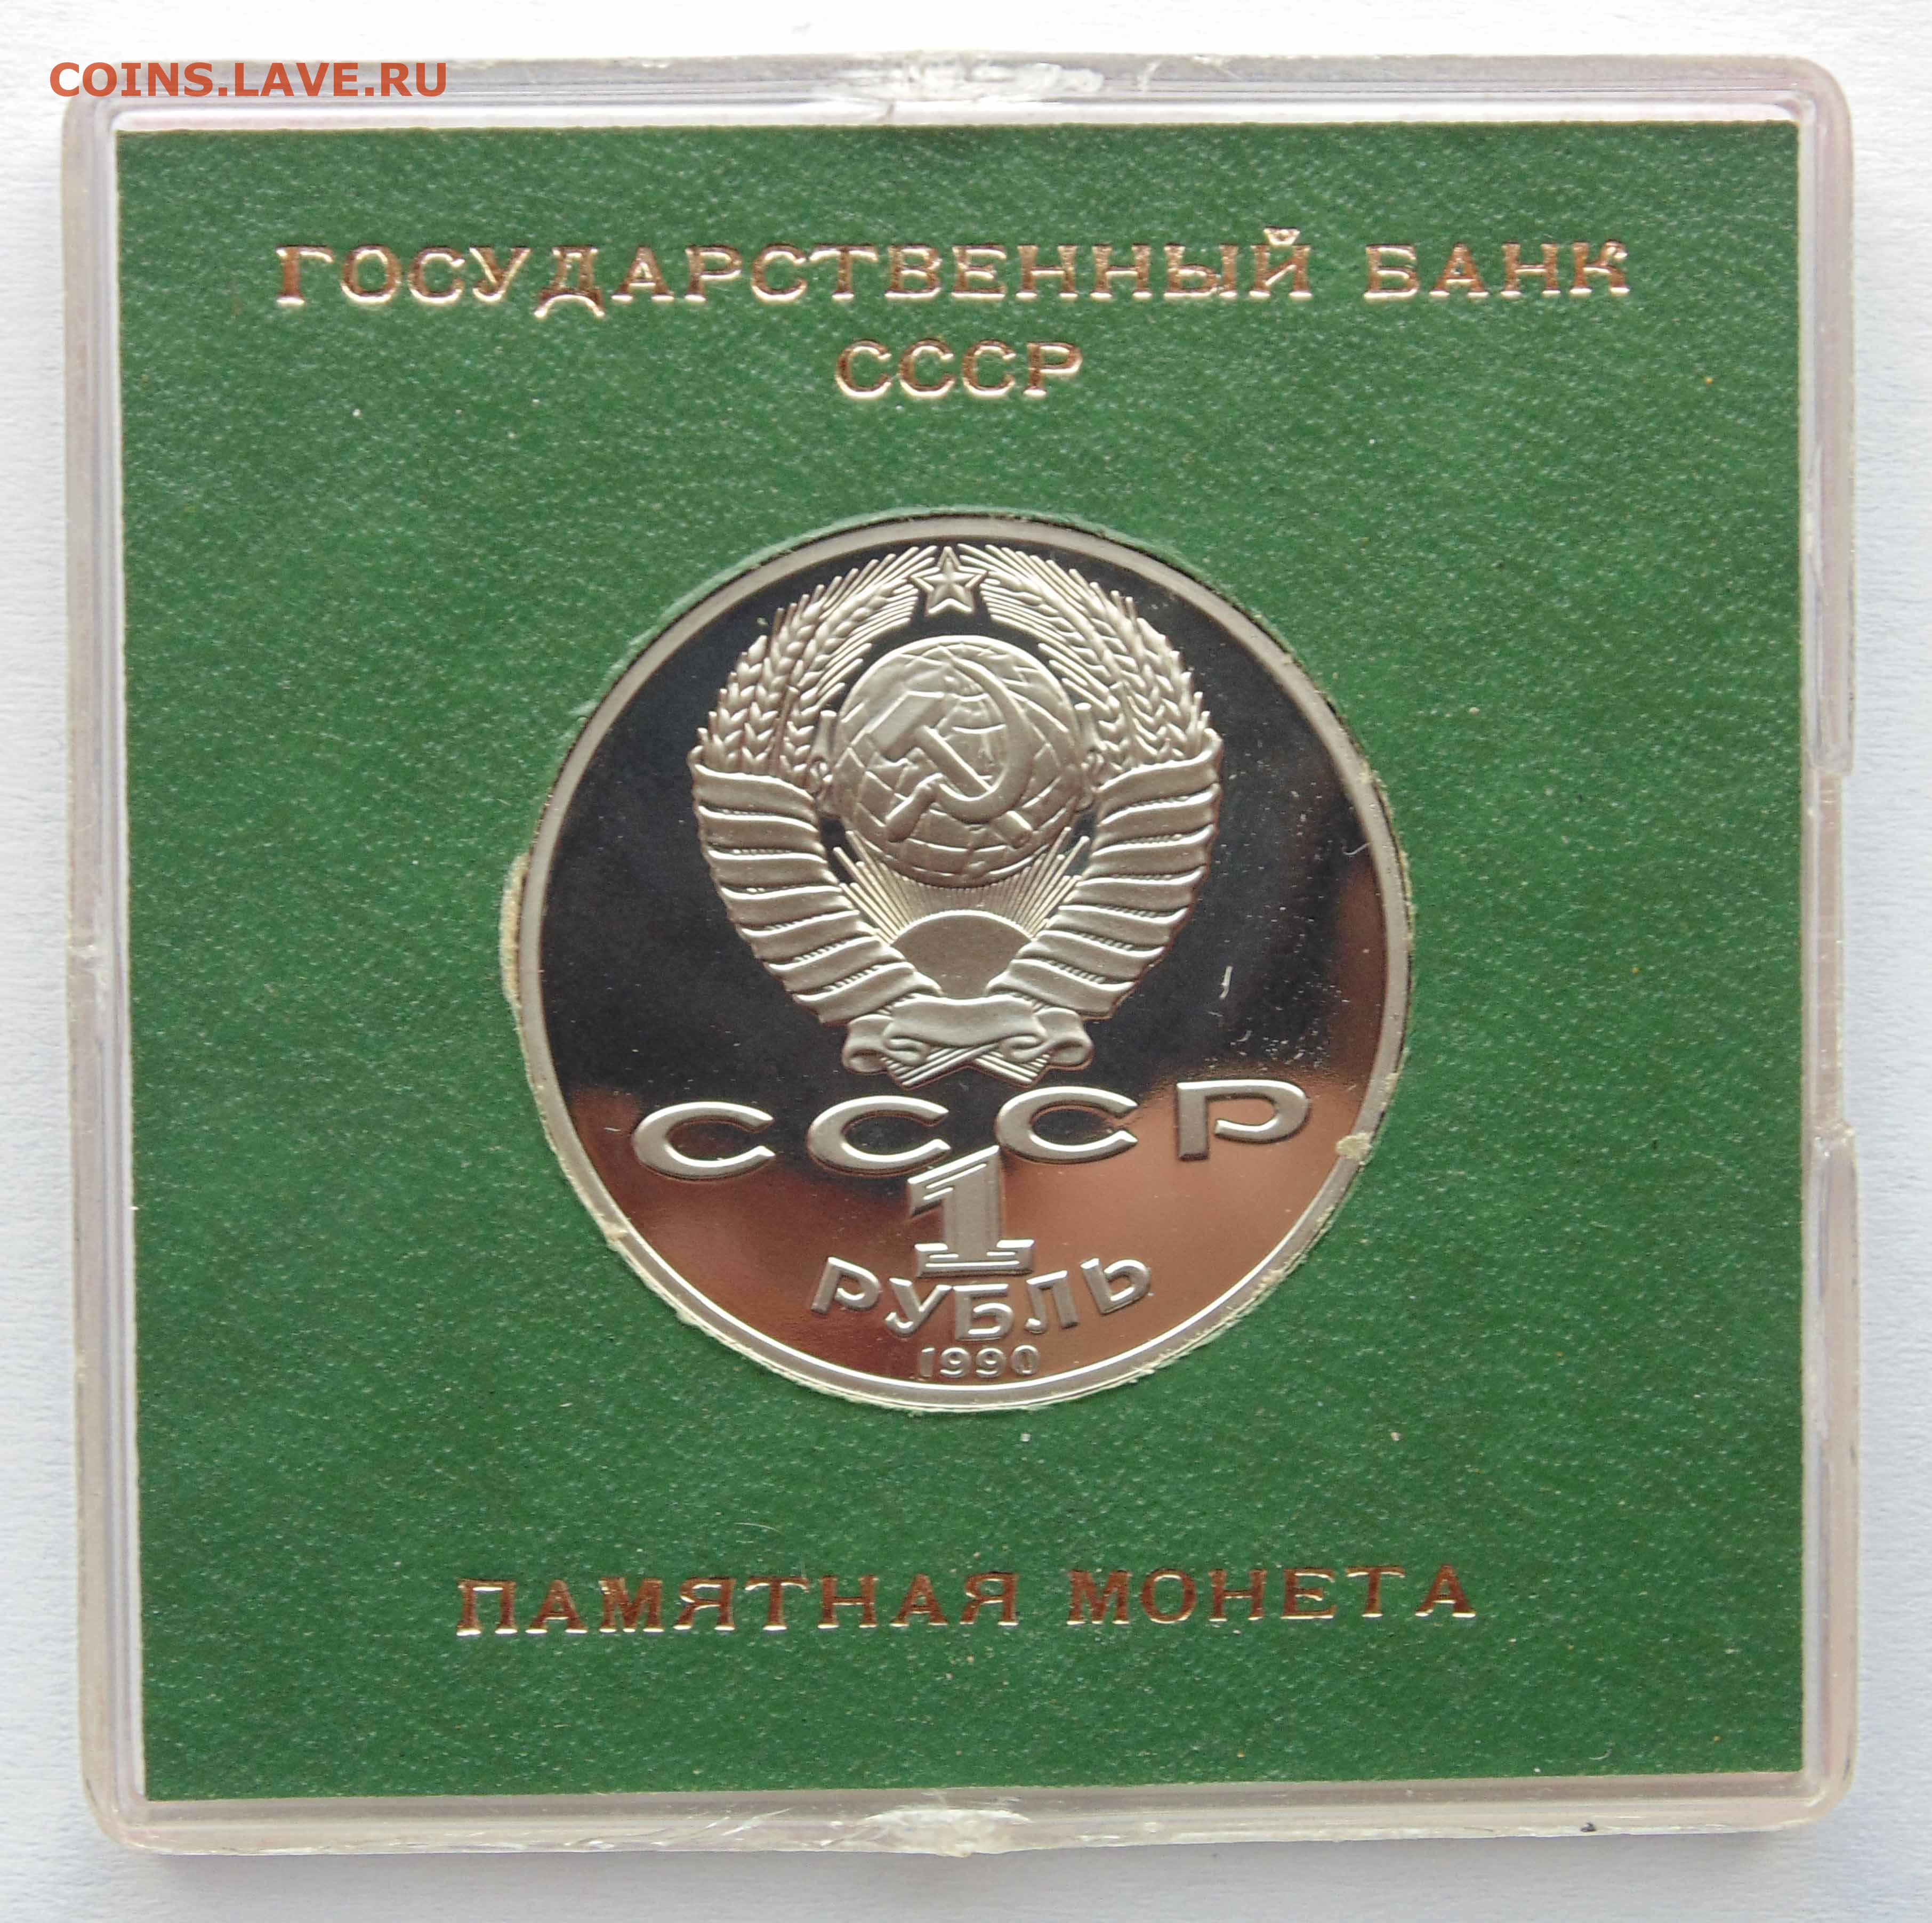 COINS.LAVE.RU
ГОСУДАРСТВЕННЫЙ БАНК
СССР
СССР
1
РУБЛЬ
1990
ПАМЯТНАЯ МОНЕТА